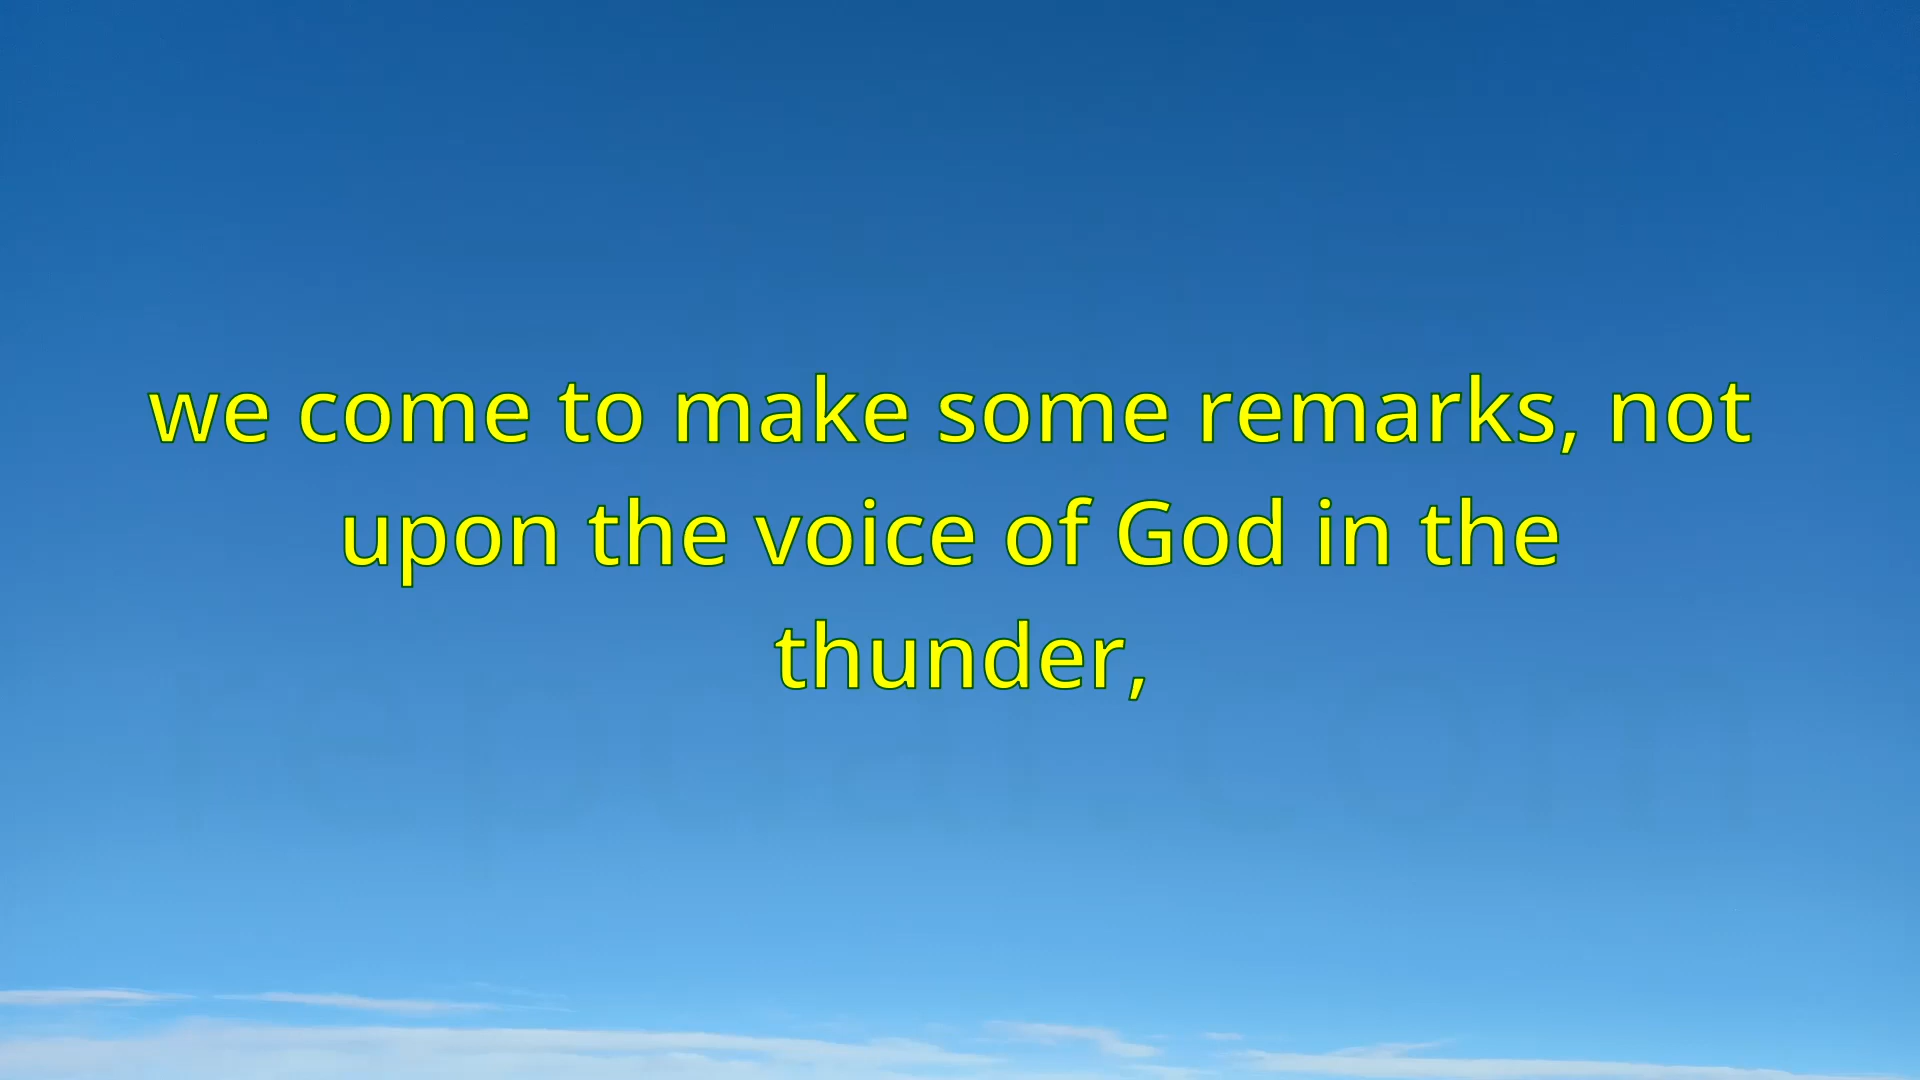 we come to make some remarks, not
upon the voice of God in the
thunder,